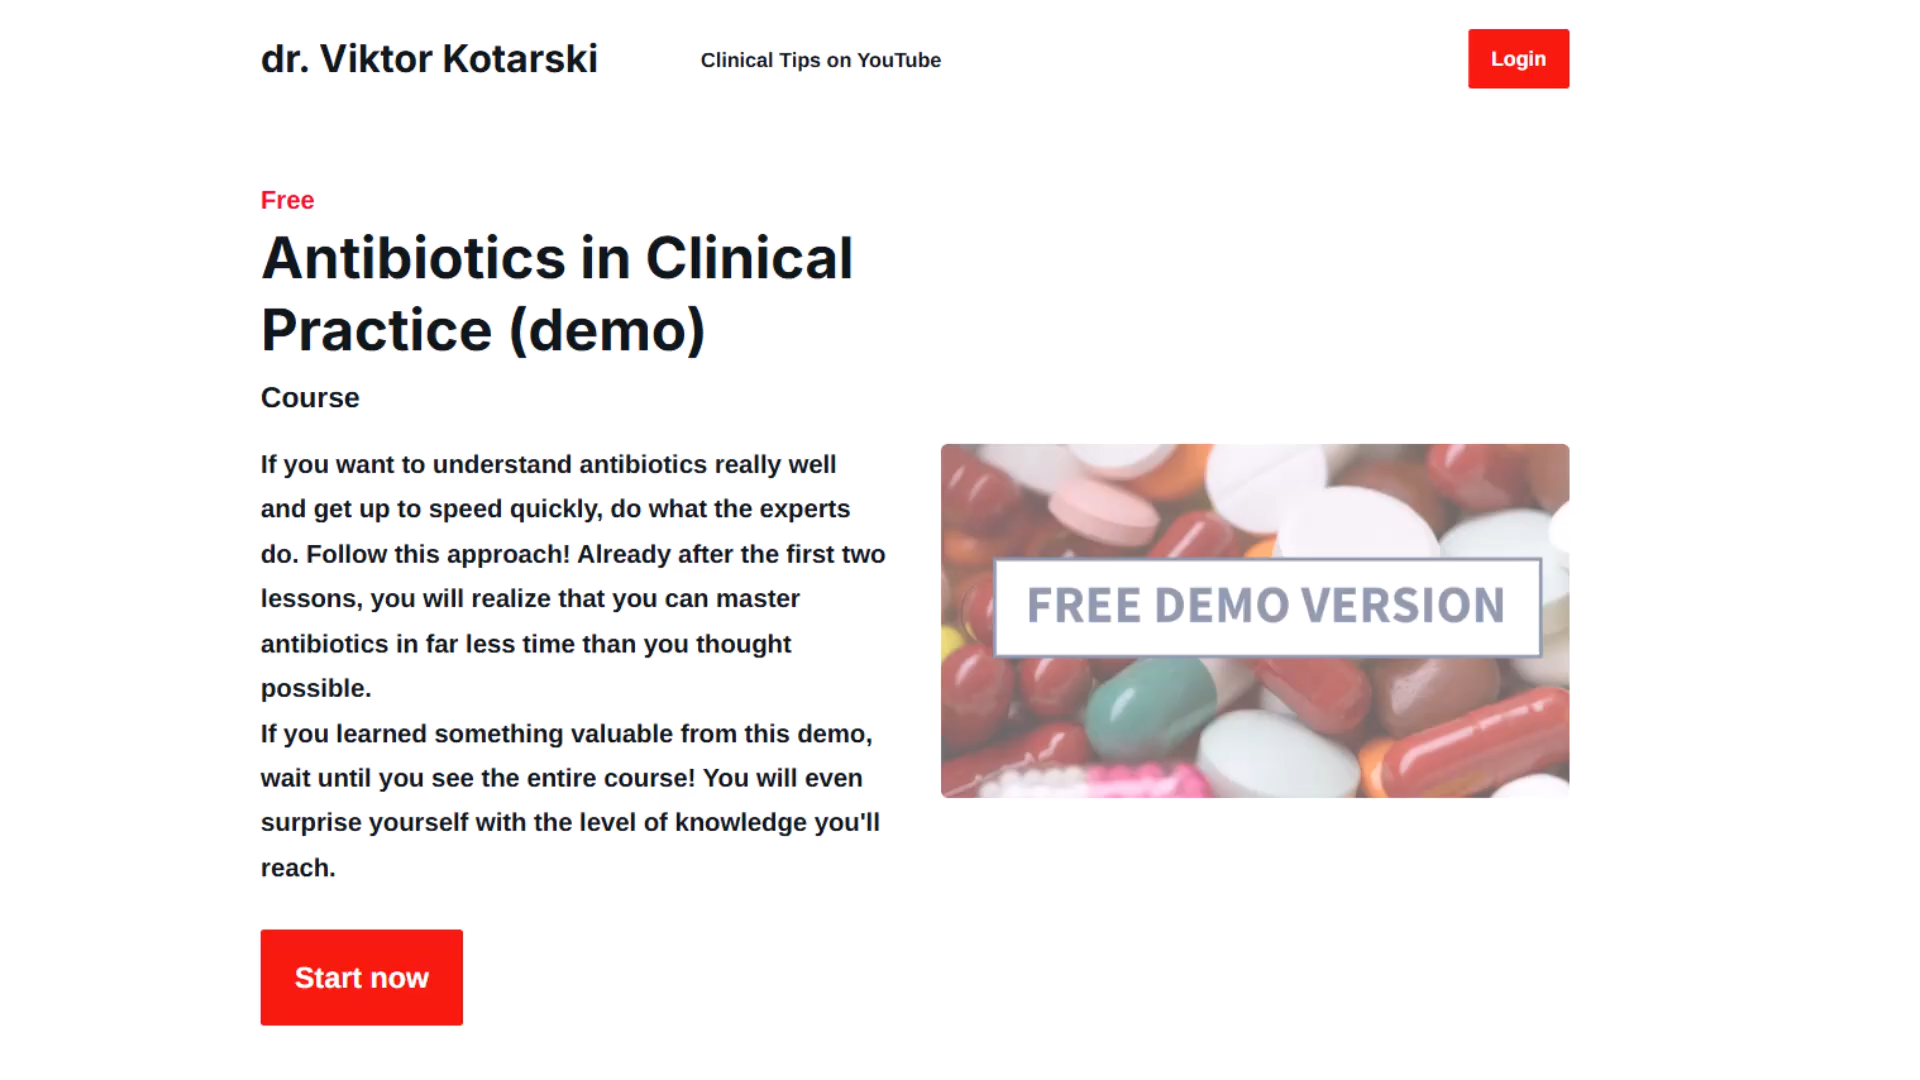 dr. Viktor Kotarski
Clinical Tips on YouTube
Login
Free
Antibiotics in Clinical
Practice (demo)
Course
If you want to understand antibiotics really well
and get up to speed quickly, do what the experts
do. Follow this approach! Already after the first two
lessons, you will realize that you can master
antibiotics in far less time than you thought
possible.
If you learned something valuable from this demo,
wait until you see the entire course! You will even
surprise yourself with the level of knowledge you'll
reach.
FREE DEMO VERSION
Start now